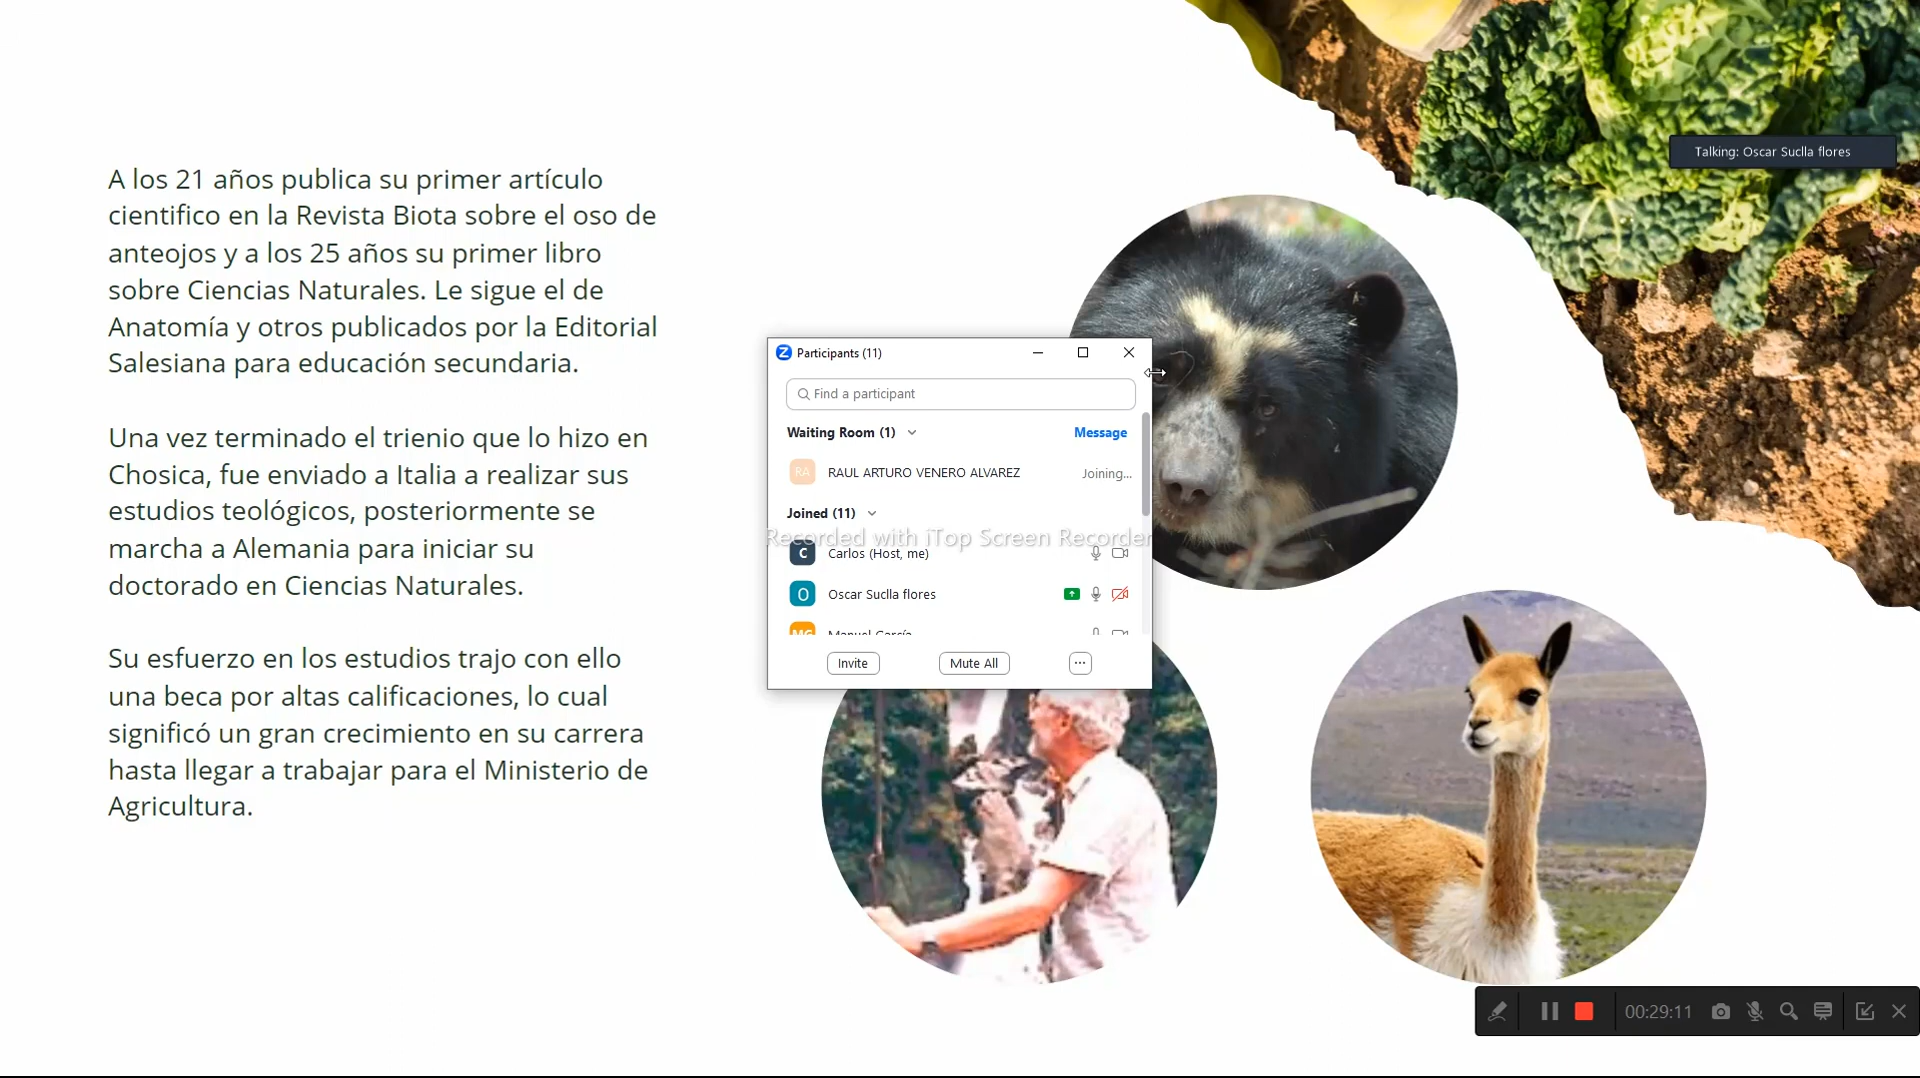 A los 21 años publica su primer artículo
cientifico en la Revista Biota sobre el oso de
anteojos y a los 25 años su primer libro
sobre Ciencias Naturales. Le sigue el de
Anatomía y otros publicados por la Editorial
Salesiana para educación secundaria.
Una vez terminado el trienio que lo hizo en
Chosica, fue enviado a Italia a realizar sus
estudios teológicos, posteriormente se
marcha a Alemania para iniciar su
doctorado en Ciencias Naturales.
Su esfuerzo en los estudios trajo con ello
una beca por altas calificaciones, lo cual
significó un gran crecimiento en su carrera
hasta llegar a trabajar para el Ministerio de
Agricultura.
Talking: Oscar Suclla flores
Participants (11)
Find a participant
Waiting Room (1) Message
RA RAUL ARTURO VENERO ALVAREZ Joining...
Joined (11)
Recorded with iTop Screen Recorder
C Carlos (Host, me)
O Oscar Suclla flores
MG Manuel García
Invite Mute All
00:29:11